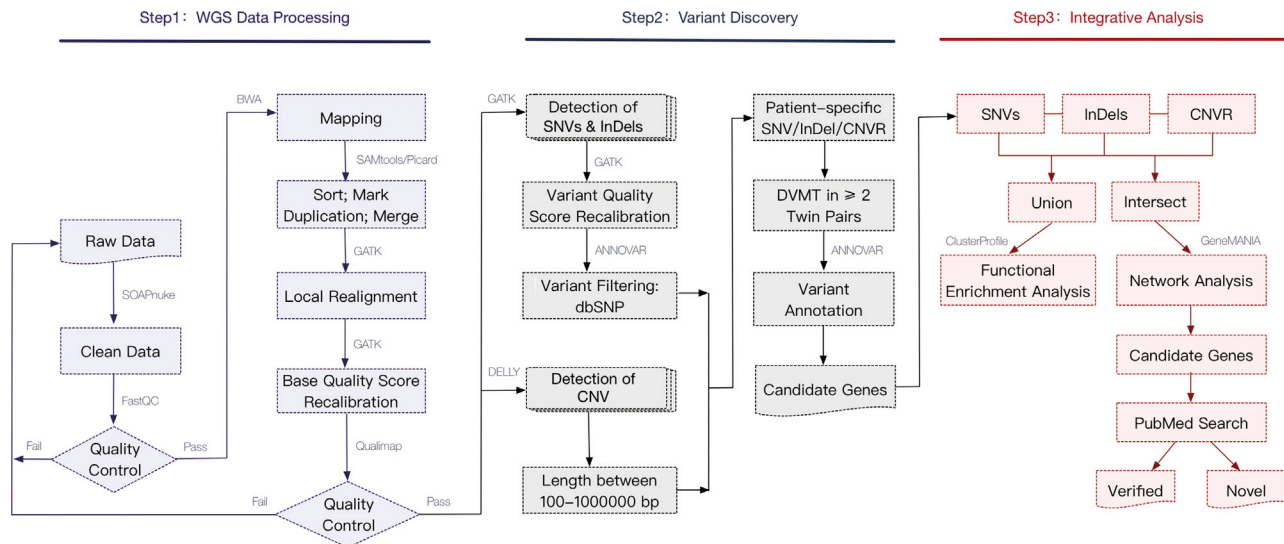 Step1: WGS Data Processing
Raw Data
SOAPnuke
Clean Data
FastQC
Quality
Control
Fail
Pass
BWA
Mapping
SAMtools/Picard
Sort; Mark
Duplication; Merge
GATK
Local Realignment
GATK
Base Quality Score
Recalibration
Qualimap
Quality
Control
Fail
Pass
Step2: Variant Discovery
GATK
Detection of
SNVs & InDels
GATK
Variant Quality
Score Recalibration
ANNOVAR
Variant Filtering:
dbSNP
DELLY
Detection of
CNV
Length between
100–1000000 bp
Patient-specific
SNV/InDel/CNVR
DVMT in ≥ 2
Twin Pairs
ANNOVAR
Variant
Annotation
Candidate Genes
Step3: Integrative Analysis
SNVs
InDels
CNVR
Union
Intersect
ClusterProfile
Functional
Enrichment Analysis
GeneMANIA
Network Analysis
Candidate Genes
PubMed Search
Verified
Novel